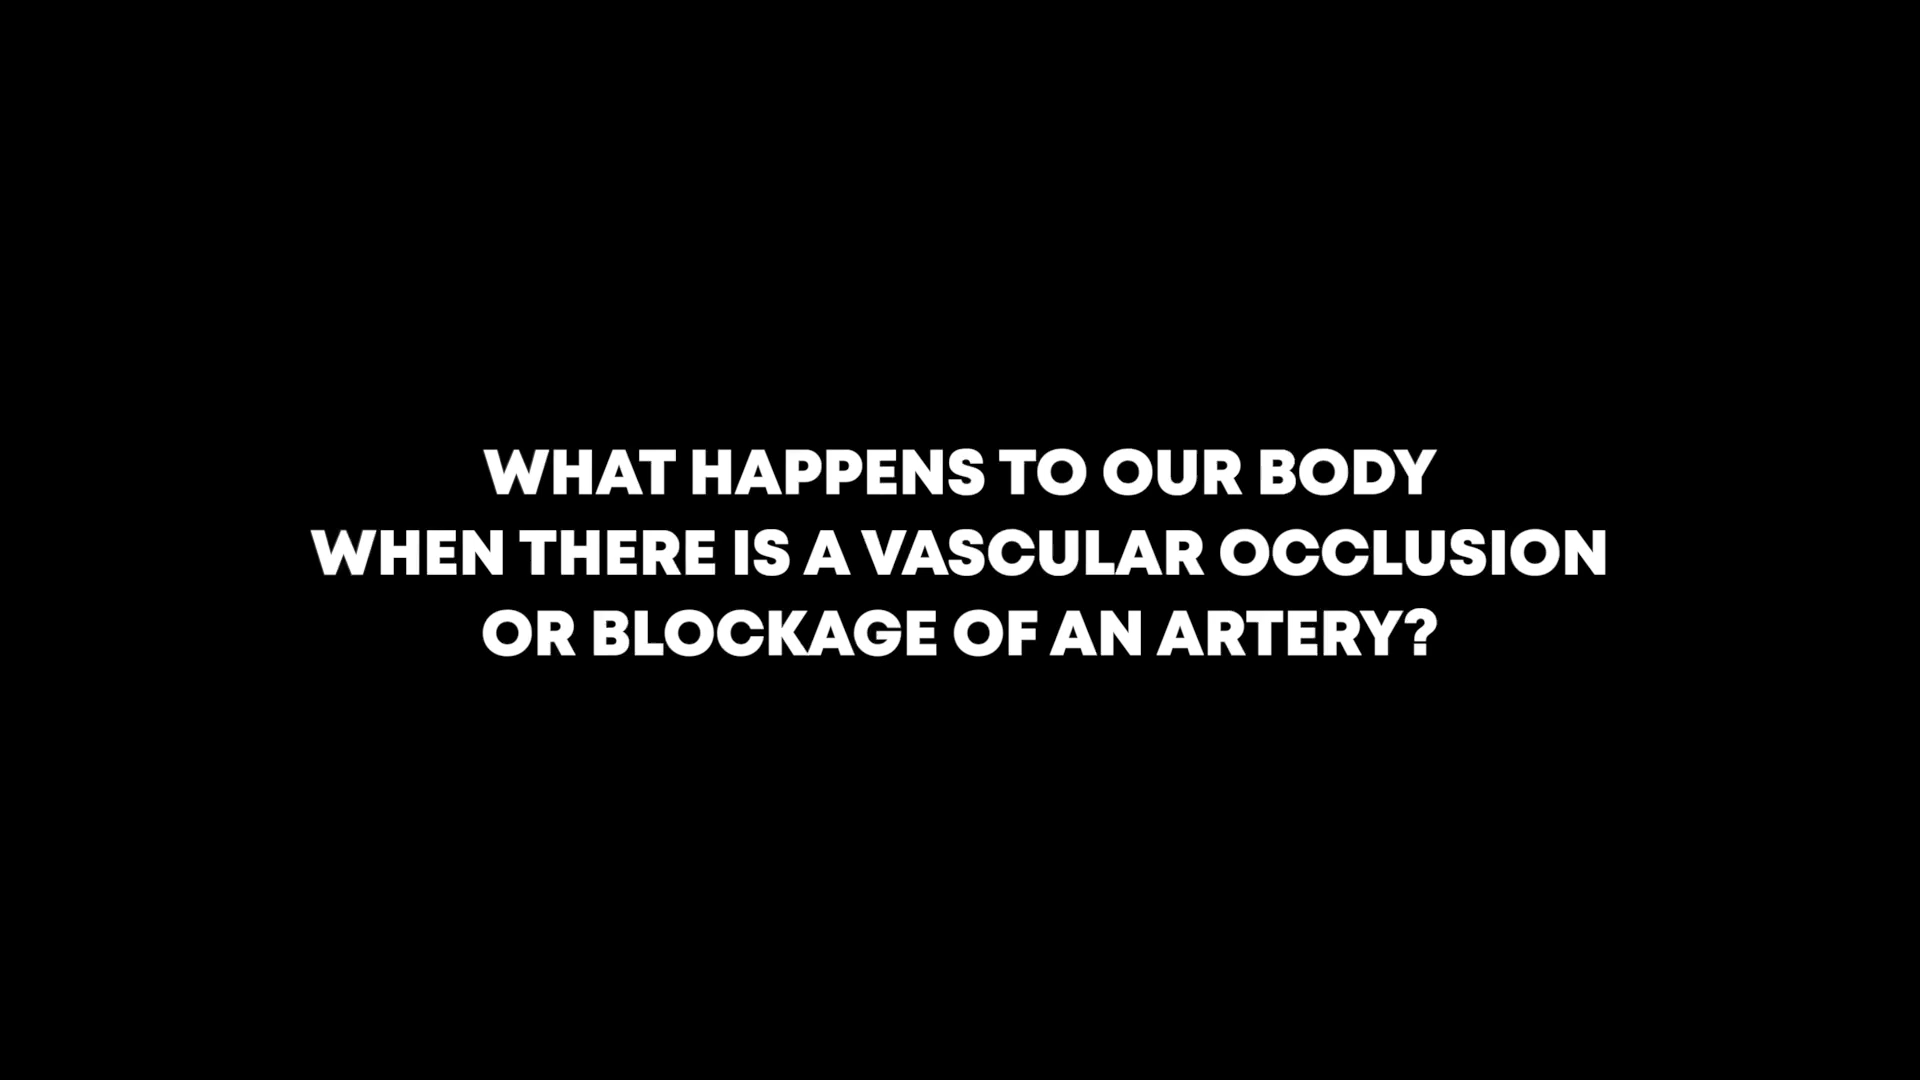 WHAT HAPPENS TO OUR BODY
WHEN THERE IS A VASCULAR OCCLUSION
OR BLOCKAGE OF AN ARTERY?